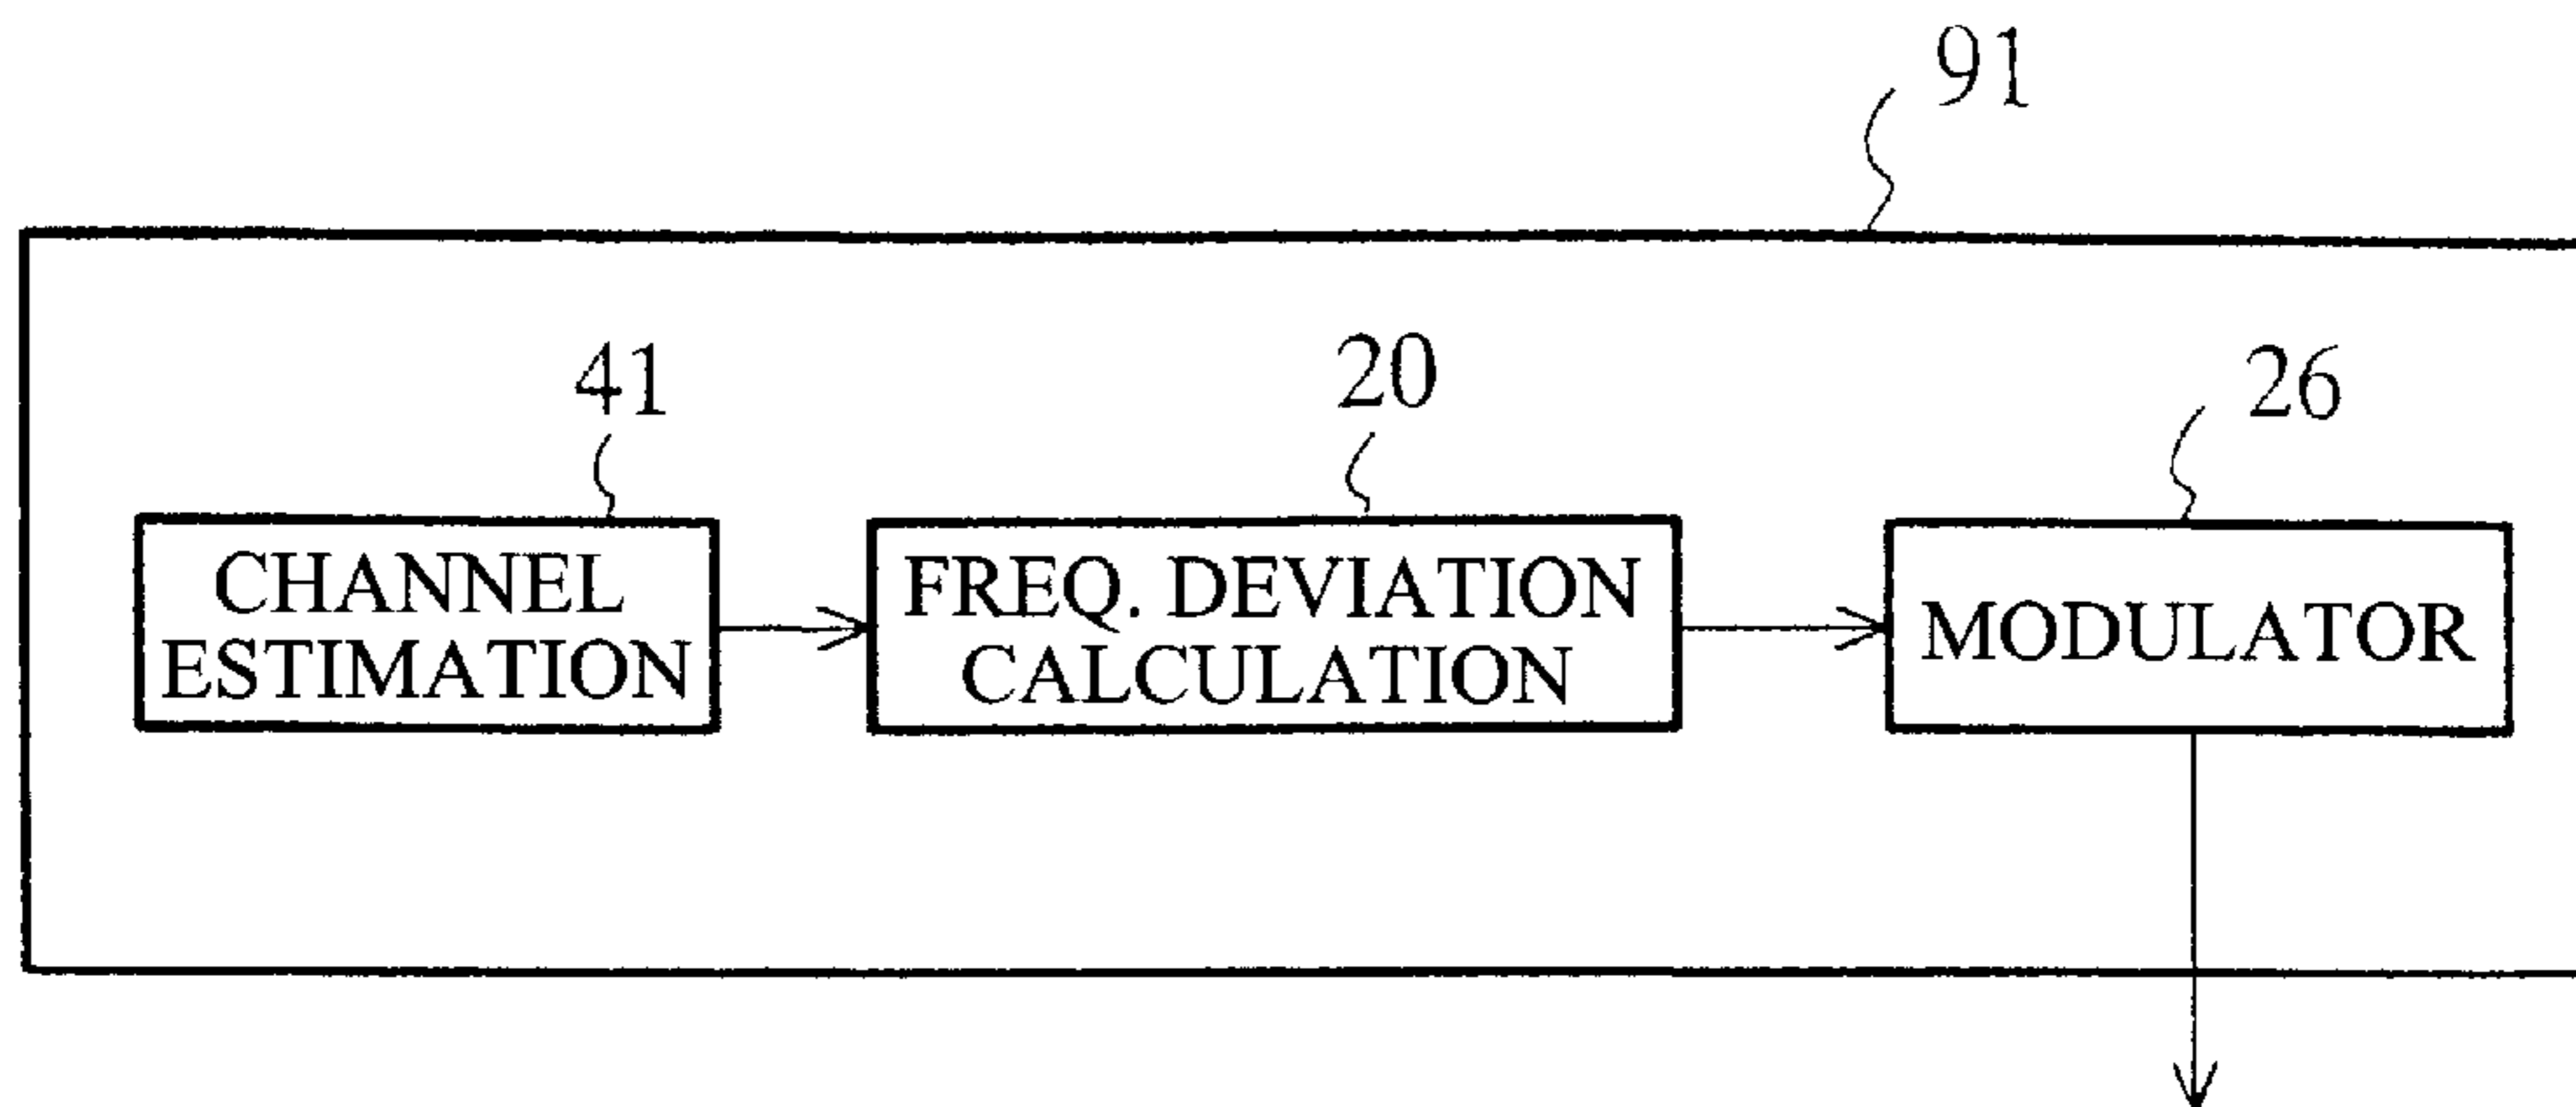 91
41
20
26
CHANNEL
ESTIMATION
FREQ. DEVIATION
CALCULATION
MODULATOR